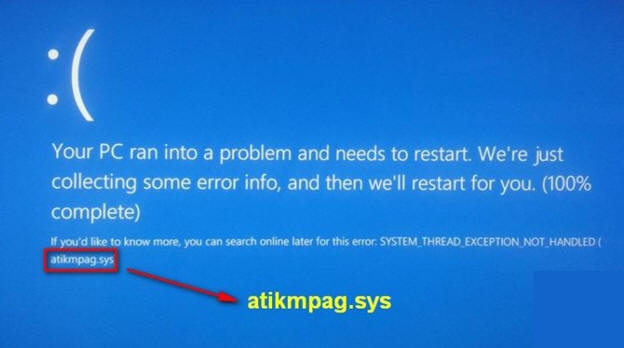 :(
Your PC ran into a problem and needs to restart. We're just
collecting some error info, and then we'll restart for you. (100%
complete)
If you'd like to know more, you can search online later for this error: SYSTEM_THREAD_EXCEPTION_NOT_HANDLED (
atikmpag.sys
atikmpag.sys